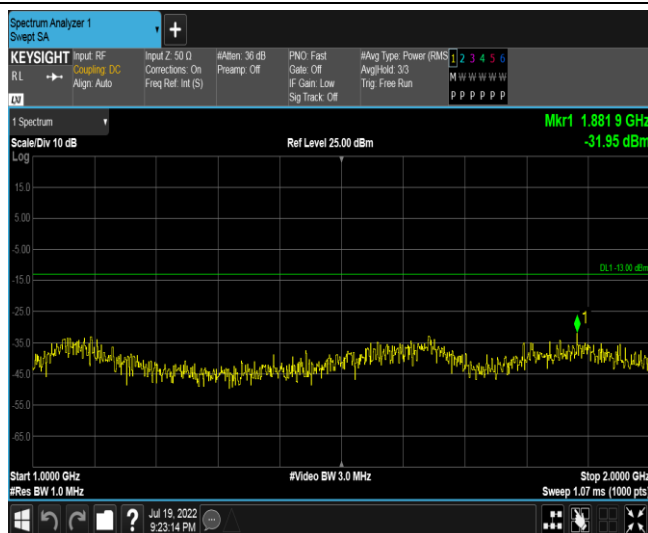 Spectrum Analyzer 1
Swept SA
KEYSIGHT
RL
Input: RF
Coupling: DC
Align: Auto
Input Z: 50 Ω
Corrections: On
Freq Ref: Int (S)
#Atten: 36 dB
Preamp: Off
PNO: Fast
Gate: Off
IF Gain: Low
Sig Track: Off
#Avg Type: Power (RMS
Avg|Hold: 3/3
Trig: Free Run
1 2 3 4 5 6
M W W W W W
P P P P P P
1 Spectrum
Scale/Div 10 dB
Ref Level 25.00 dBm
Mkr1 1.881 9 GHz
-31.95 dBm
Log
15.0
5.00
-5.00
DL1 -13.00 dBm
-15.0
-25.0
1
-35.0
-45.0
-55.0
-65.0
Start 1.0000 GHz
#Video BW 3.0 MHz
Stop 2.0000 GHz
#Res BW 1.0 MHz
Sweep 1.07 ms (1000 pts)
?
Jul 19, 2022
9:23:14 PM